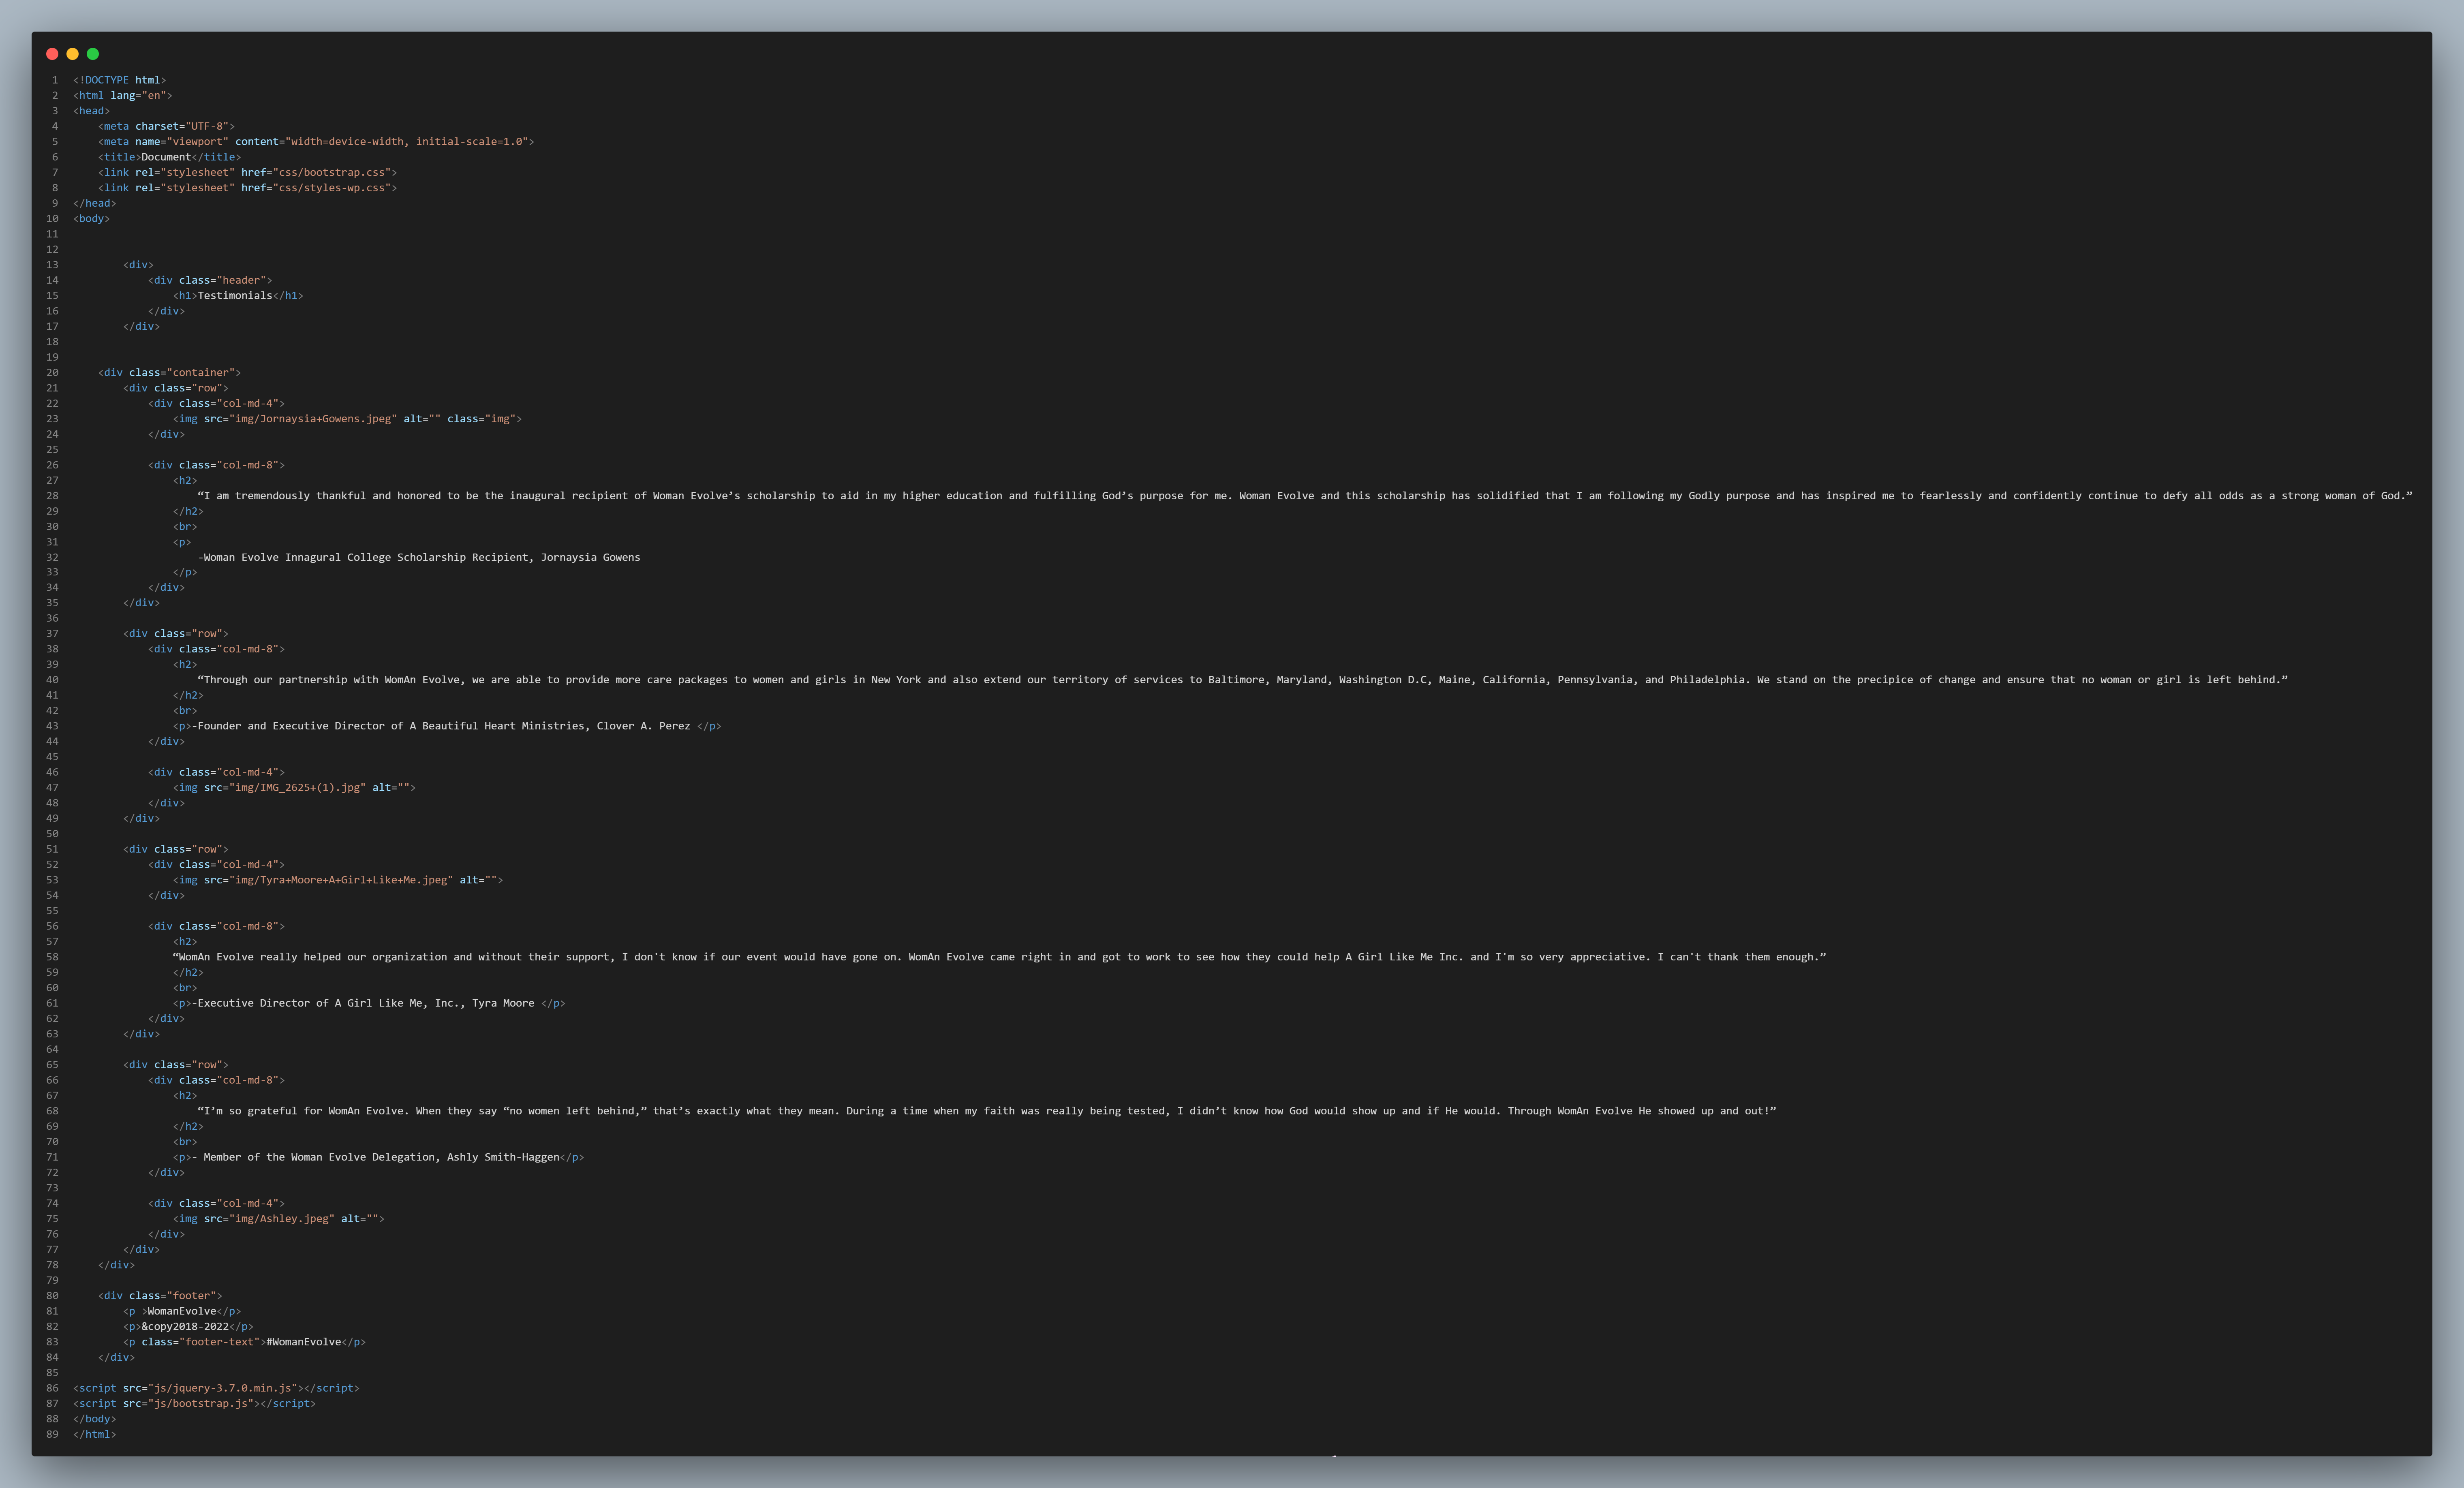 1 <!DOCTYPE html>
2 <html lang="en">
3 <head>
4     <meta charset="UTF-8">
5     <meta name="viewport" content="width=device-width, initial-scale=1.0">
6     <title>Document</title>
7     <link rel="stylesheet" href="css/bootstrap.css">
8     <link rel="stylesheet" href="css/styles-wp.css">
9 </head>
10 <body>
11
12
13         <div>
14             <div class="header">
15                 <h1>Testimonials</h1>
16             </div>
17         </div>
18
19
20     <div class="container">
21         <div class="row">
22             <div class="col-md-4">
23                 <img src="img/Jornaysia+Gowens.jpeg" alt="" class="img">
24             </div>
25
26             <div class="col-md-8">
27                 <h2>
28                     “I am tremendously thankful and honored to be the inaugural recipient of Woman Evolve’s scholarship to aid in my higher education and fulfilling God’s purpose for me. Woman Evolve and this scholarship has solidified that I am following my Godly purpose and has inspired me to fearlessly and confidently continue to defy all odds as a strong woman of God.”
29                 </h2>
30                 <br>
31                 <p>
32                     -Woman Evolve Innagural College Scholarship Recipient, Jornaysia Gowens
33                 </p>
34             </div>
35         </div>
36
37         <div class="row">
38             <div class="col-md-8">
39                 <h2>
40                     “Through our partnership with WomAn Evolve, we are able to provide more care packages to women and girls in New York and also extend our territory of services to Baltimore, Maryland, Washington D.C, Maine, California, Pennsylvania, and Philadelphia. We stand on the precipice of change and ensure that no woman or girl is left behind.”
41                 </h2>
42                 <br>
43                 <p>-Founder and Executive Director of A Beautiful Heart Ministries, Clover A. Perez </p>
44             </div>
45
46             <div class="col-md-4">
47                 <img src="img/IMG_2625+(1).jpg" alt="">
48             </div>
49         </div>
50
51         <div class="row">
52             <div class="col-md-4">
53                 <img src="img/Tyra+Moore+A+Girl+Like+Me.jpeg" alt="">
54             </div>
55
56             <div class="col-md-8">
57                 <h2>
58                 “WomAn Evolve really helped our organization and without their support, I don't know if our event would have gone on. WomAn Evolve came right in and got to work to see how they could help A Girl Like Me Inc. and I'm so very appreciative. I can't thank them enough.”
59                 </h2>
60                 <br>
61                 <p>-Executive Director of A Girl Like Me, Inc., Tyra Moore </p>
62             </div>
63         </div>
64
65         <div class="row">
66             <div class="col-md-8">
67                 <h2>
68                     “I’m so grateful for WomAn Evolve. When they say “no women left behind,” that’s exactly what they mean. During a time when my faith was really being tested, I didn’t know how God would show up and if He would. Through WomAn Evolve He showed up and out!”
69                 </h2>
70                 <br>
71                 <p>- Member of the Woman Evolve Delegation, Ashly Smith-Haggen</p>
72             </div>
73
74             <div class="col-md-4">
75                 <img src="img/Ashley.jpeg" alt="">
76             </div>
77         </div>
78     </div>
79
80     <div class="footer">
81         <p >WomanEvolve</p>
82         <p>&copy2018-2022</p>
83         <p class="footer-text">#WomanEvolve</p>
84     </div>
85
86 <script src="js/jquery-3.7.0.min.js"></script>
87 <script src="js/bootstrap.js"></script>
88 </body>
89 </html>